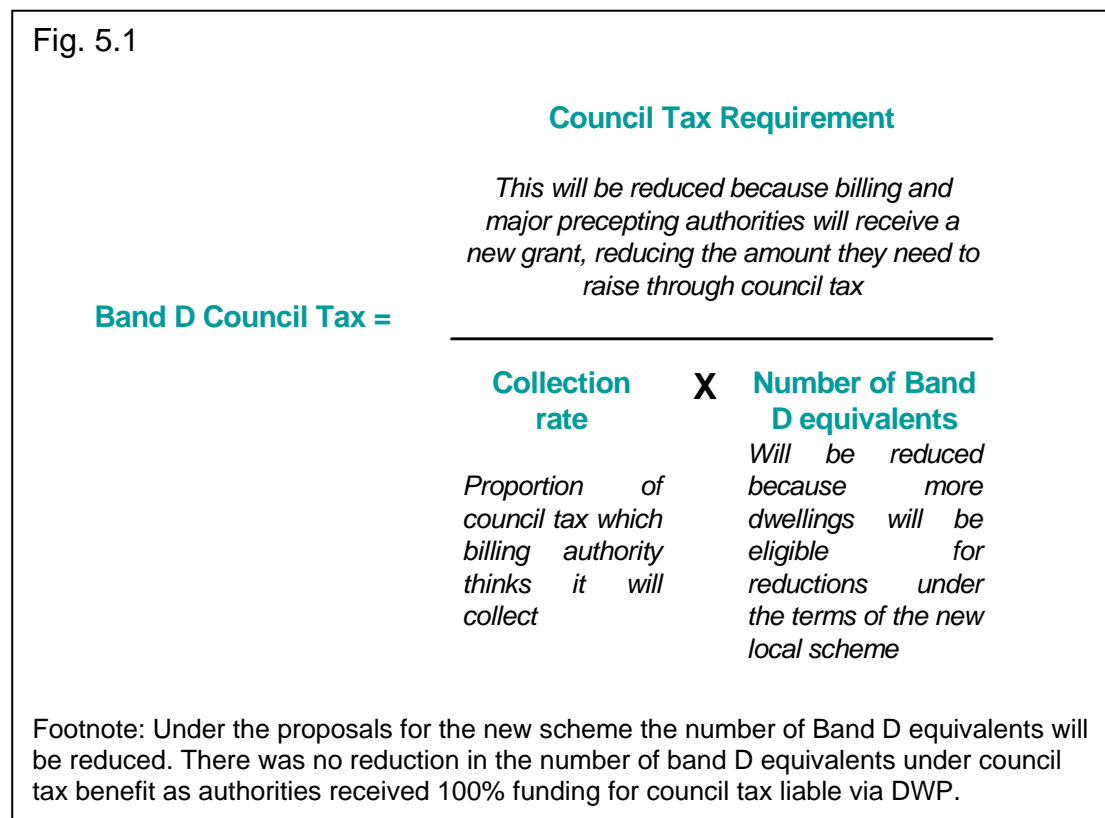 Fig. 5.1
Council Tax Requirement
This will be reduced because billing and
major precepting authorities will receive a
new grant, reducing the amount they need to
raise through council tax
Band D Council Tax =
Collection
rate
X
Number of Band
D equivalents
Proportion of
council tax which
billing authority
thinks it will
collect
Will be reduced
because more
dwellings will be
eligible for
reductions under
the terms of the new
local scheme
Footnote: Under the proposals for the new scheme the number of Band D equivalents will
be reduced. There was no reduction in the number of band D equivalents under council
tax benefit as authorities received 100% funding for council tax liable via DWP.